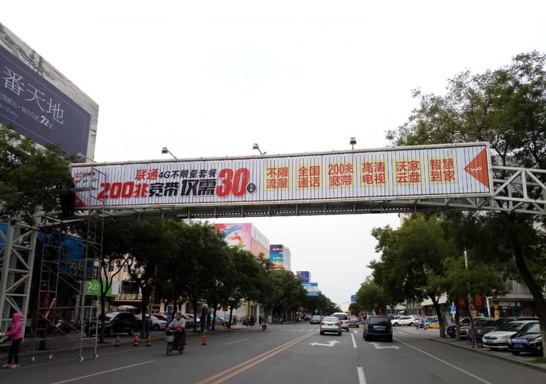 番天地
联通4G不限量套餐
200兆宽带仅需30元
不限流量
全国通话
200兆宽带
高清电视
沃家云盘
智慧到家